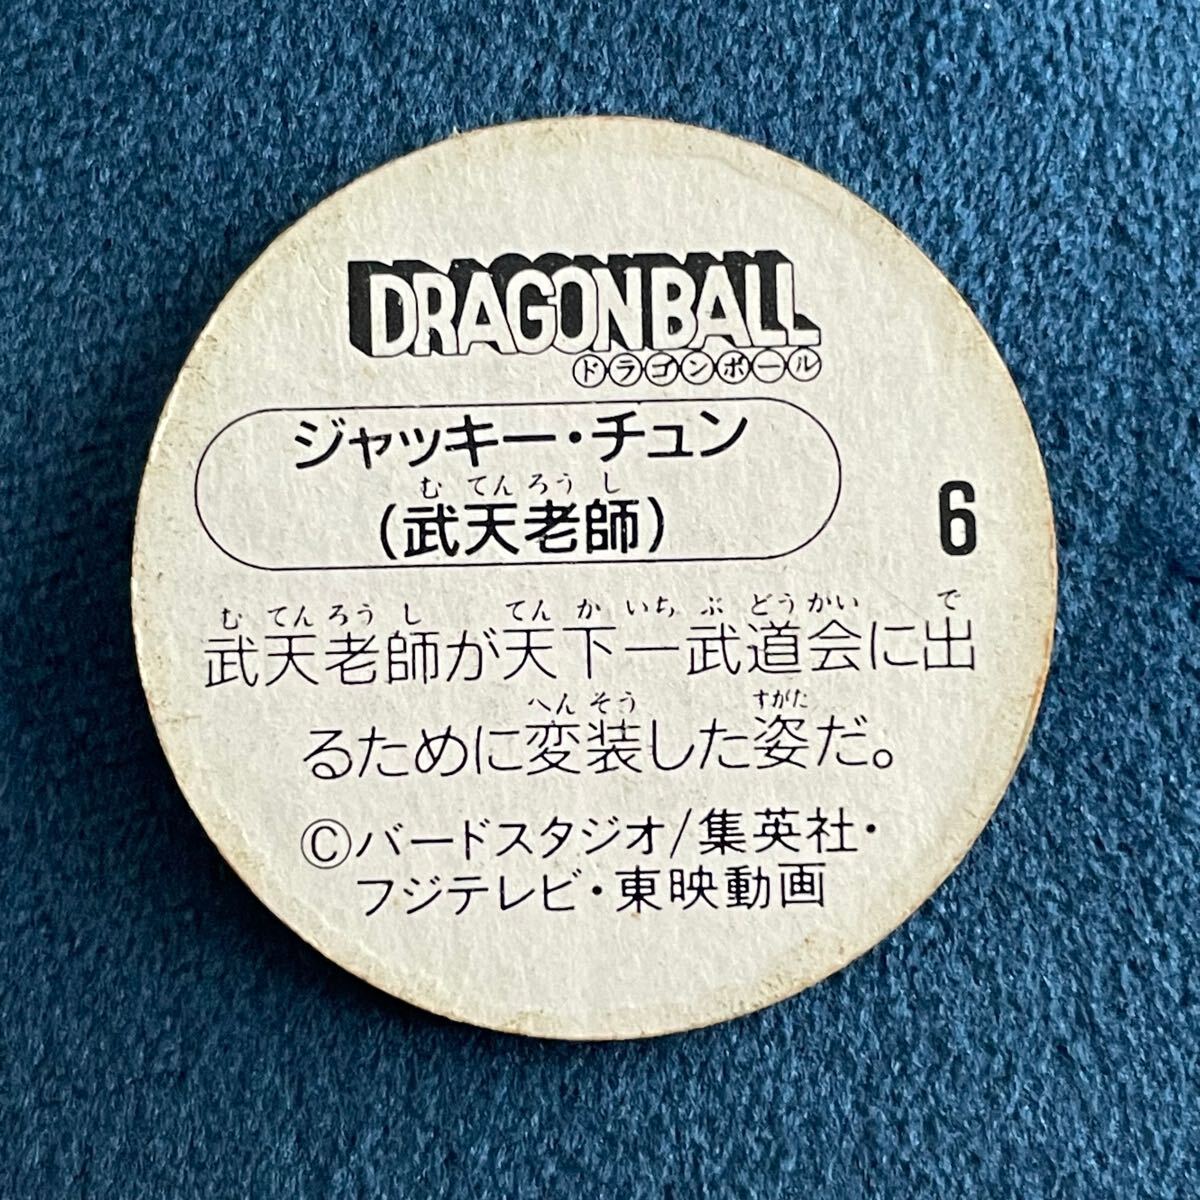 DRAGONBALL
ドラゴンボール
ジャッキー・チュン
むてんろうし
(武天老師)
6
むてんろうし てんかいちぶどうかい で
武天老師が天下一武道会に出
へんそう すがた
るために変装した姿だ。
©バードスタジオ/集英社・
フジテレビ・東映動画